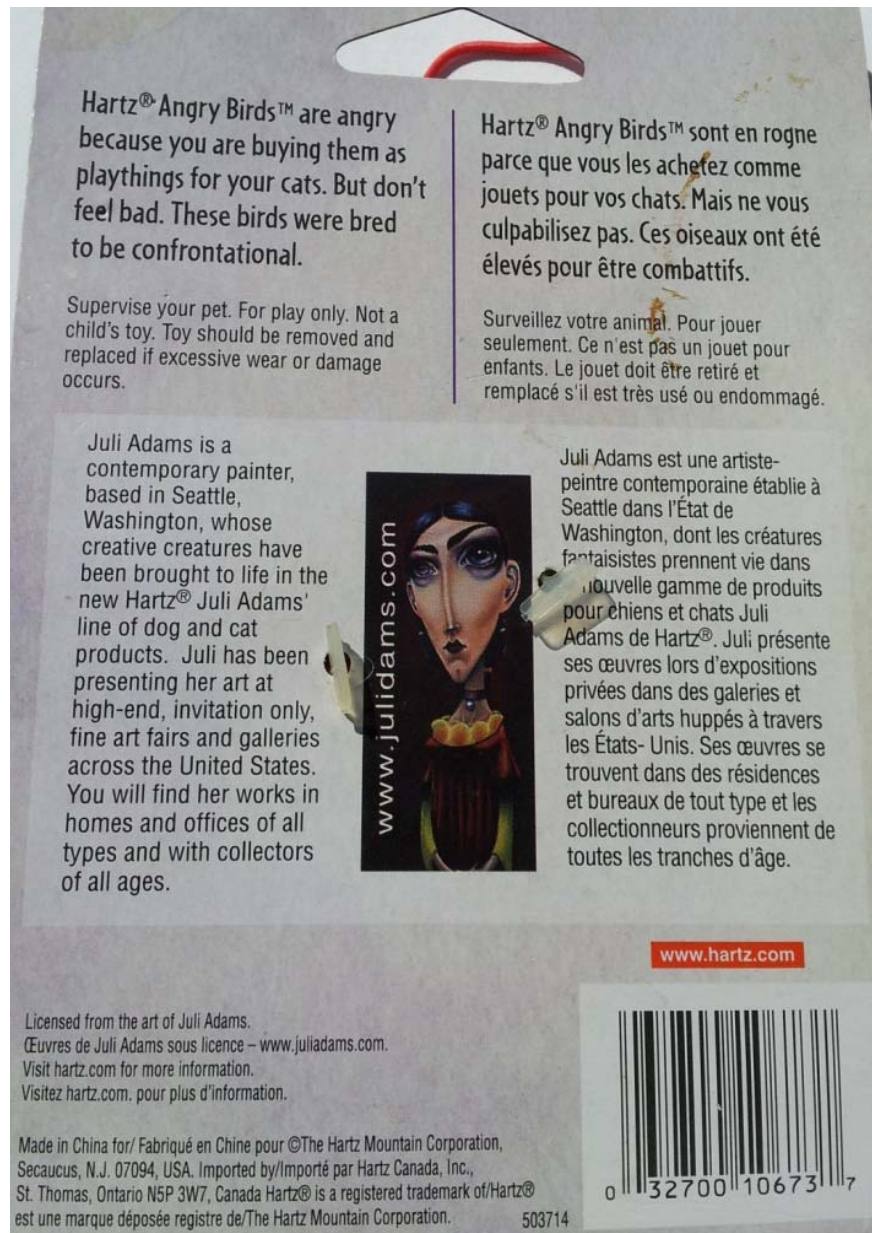 Hartz® Angry Birds™ are angry
because you are buying them as
playthings for your cats. But don't
feel bad. These birds were bred
to be confrontational.
Supervise your pet. For play only. Not a
child's toy. Toy should be removed and
replaced if excessive wear or damage
occurs.
Hartz® Angry Birds™ sont en rogne
parce que vous les achetez comme
jouets pour vos chats. Mais ne vous
culpabilisez pas. Ces oiseaux ont été
élevés pour être combattifs.
Surveillez votre animal. Pour jouer
seulement. Ce n'est pas un jouet pour
enfants. Le jouet doit être retiré et
remplacé s'il est très usé ou endommagé.
Juli Adams is a
contemporary painter,
based in Seattle,
Washington, whose
creative creatures have
been brought to life in the
new Hartz® Juli Adams'
line of dog and cat
products. Juli has been
presenting her art at
high-end, invitation only,
fine art fairs and galleries
across the United States.
You will find her works in
homes and offices of all
types and with collectors
of all ages.
www.julidams.com
Juli Adams est une artiste-
peintre contemporaine établie à
Seattle dans l'État de
Washington, dont les créatures
fantaisistes prennent vie dans
nouvelle gamme de produits
pour chiens et chats Juli
Adams de Hartz®. Juli présente
ses œuvres lors d'expositions
privées dans des galeries et
salons d'arts huppés à travers
les États- Unis. Ses œuvres se
trouvent dans des résidences
et bureaux de tout type et les
collectionneurs proviennent de
toutes les tranches d'âge.
www.hartz.com
Licensed from the art of Juli Adams.
Œuvres de Juli Adams sous licence – www.juliadams.com.
Visit hartz.com for more information.
Visitez hartz.com. pour plus d'information.
Made in China for/ Fabriqué en Chine pour ©The Hartz Mountain Corporation,
Secaucus, N.J. 07094, USA. Imported by/Importé par Hartz Canada, Inc.,
St. Thomas, Ontario N5P 3W7, Canada Hartz® is a registered trademark of/Hartz®
est une marque déposée registre de/The Hartz Mountain Corporation. 503714
0 32700 10673 7